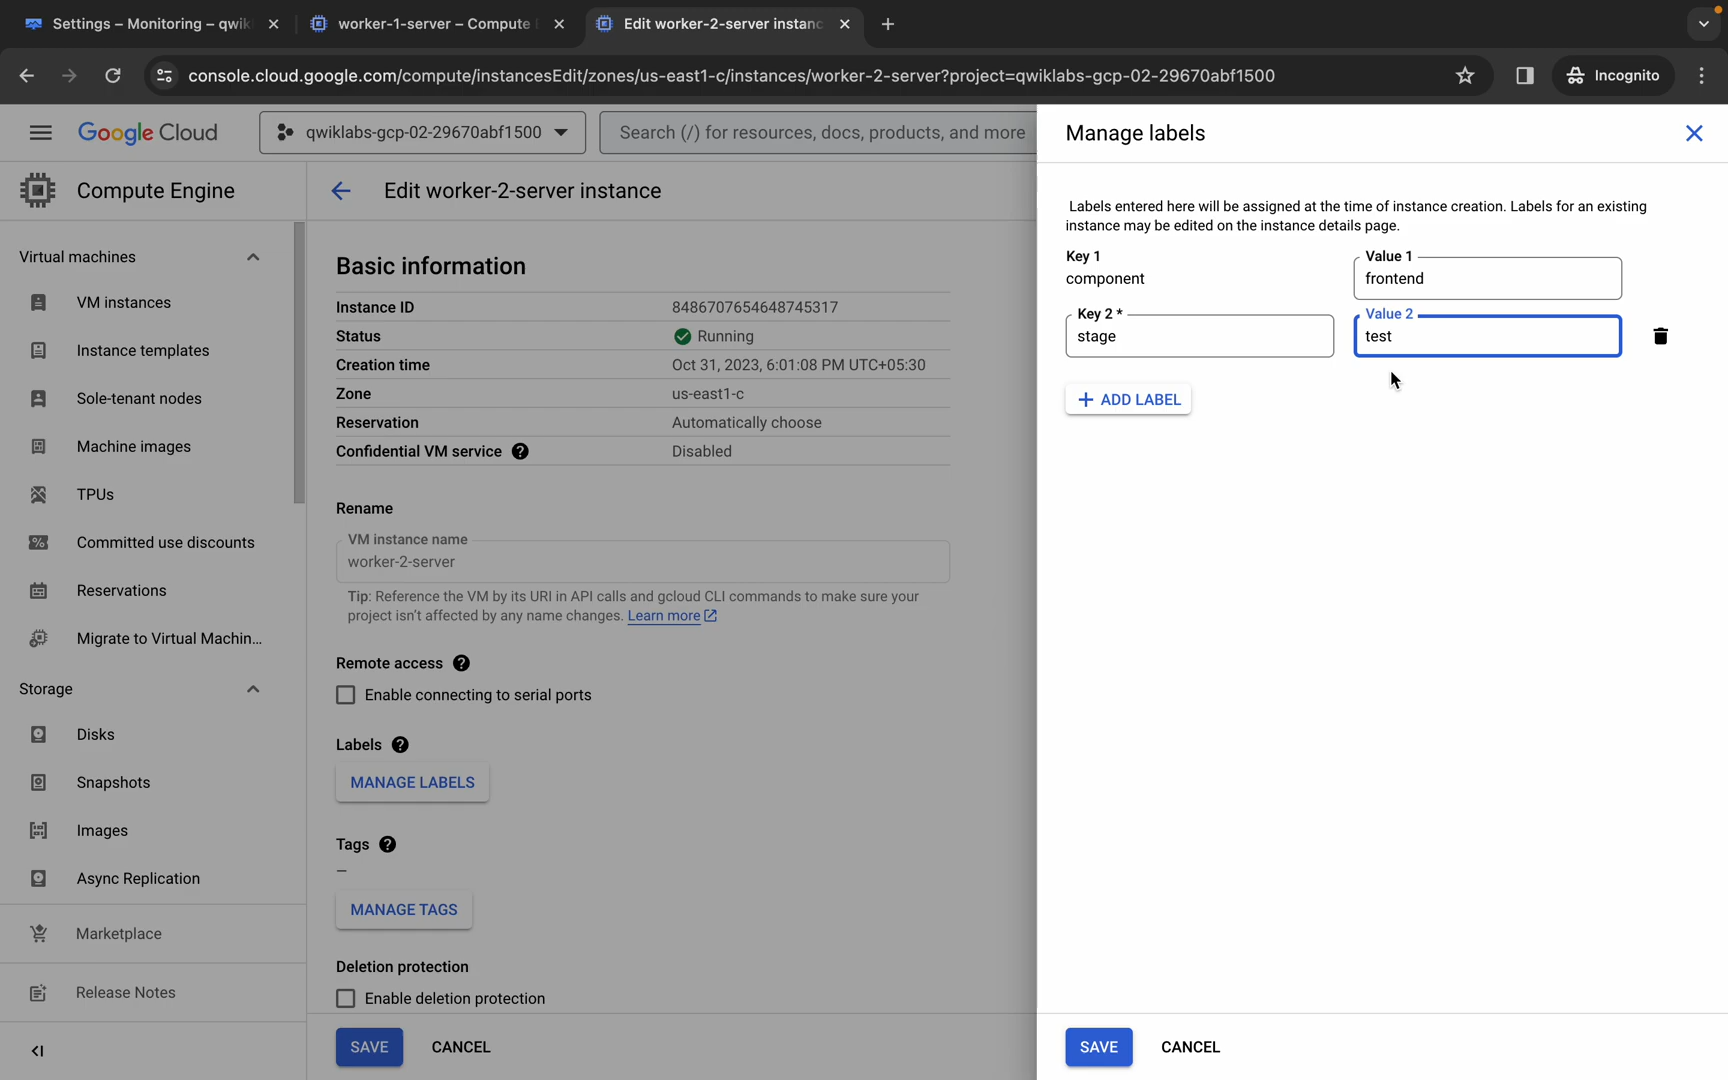 Settings – Monitoring – qwik
worker-1-server – Compute E
Edit worker-2-server instanc
console.cloud.google.com/compute/instancesEdit/zones/us-east1-c/instances/worker-2-server?project=qwiklabs-gcp-02-29670abf1500
Incognito
Google Cloud
qwiklabs-gcp-02-29670abf1500
Search (/) for resources, docs, products, and more
Compute Engine
Virtual machines
VM instances
Instance templates
Sole-tenant nodes
Machine images
TPUs
Committed use discounts
Reservations
Migrate to Virtual Machin...
Storage
Disks
Snapshots
Images
Async Replication
Marketplace
Release Notes
Edit worker-2-server instance
Basic information
Instance ID 8486707654648745317
Status Running
Creation time Oct 31, 2023, 6:01:08 PM UTC+05:30
Zone us-east1-c
Reservation Automatically choose
Confidential VM service ? Disabled
Rename
VM instance name
worker-2-server
Tip: Reference the VM by its URI in API calls and gcloud CLI commands to make sure your
project isn't affected by any name changes. Learn more
Remote access ?
Enable connecting to serial ports
Labels ?
MANAGE LABELS
Tags ?
–
MANAGE TAGS
Deletion protection
Enable deletion protection
SAVE CANCEL
Manage labels
Labels entered here will be assigned at the time of instance creation. Labels for an existing
instance may be edited on the instance details page.
Key 1 Value 1
component frontend
Key 2 * Value 2
stage test
+ ADD LABEL
SAVE CANCEL